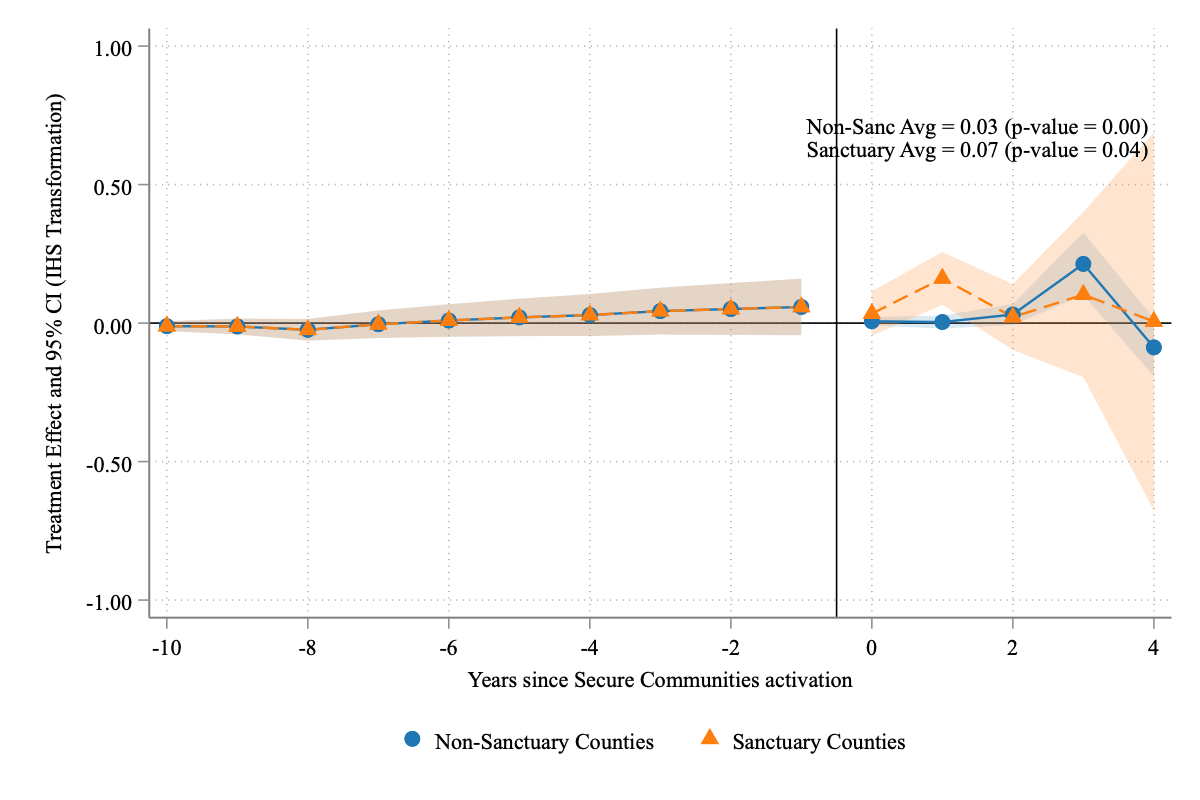 1.00
0.50
0.00
-0.50
-1.00
Treatment Effect and 95% CI (IHS Transformation)
Non-Sanc Avg = 0.03 (p-value = 0.00)
Sanctuary Avg = 0.07 (p-value = 0.04)
-10 -8 -6 -4 -2 0 2 4
Years since Secure Communities activation
Non-Sanctuary Counties Sanctuary Counties